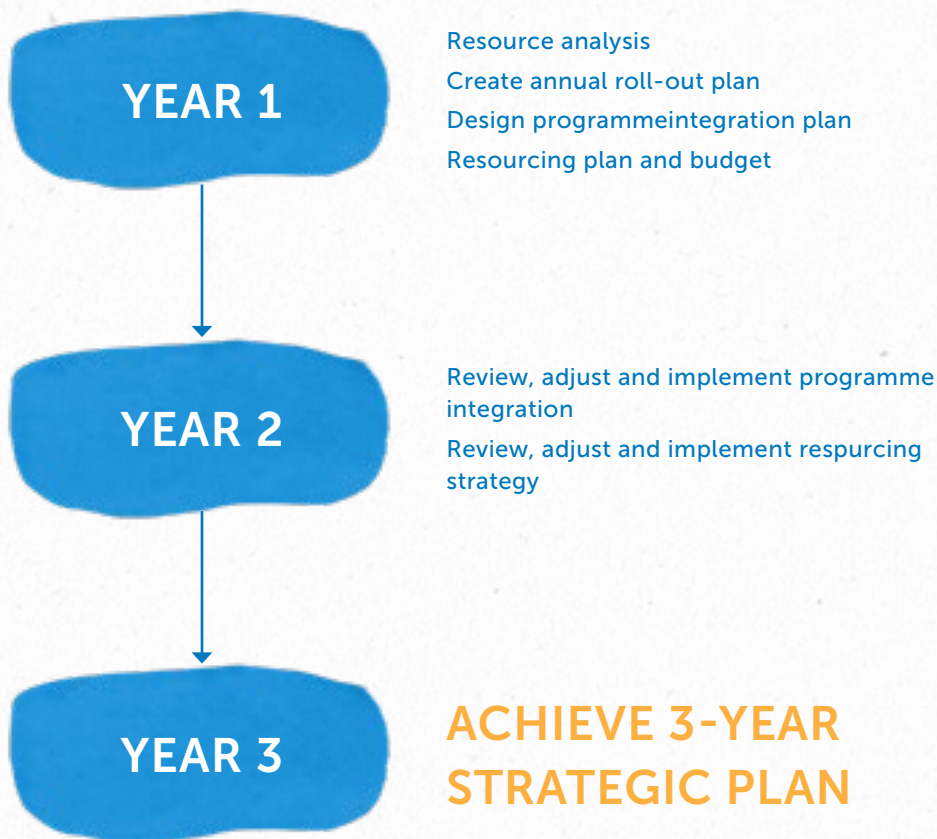 YEAR 1
Resource analysis
Create annual roll-out plan
Design programmeintegration plan
Resourcing plan and budget
YEAR 2
Review, adjust and implement programme
integration
Review, adjust and implement respurcing
strategy
YEAR 3
ACHIEVE 3-YEAR
STRATEGIC PLAN